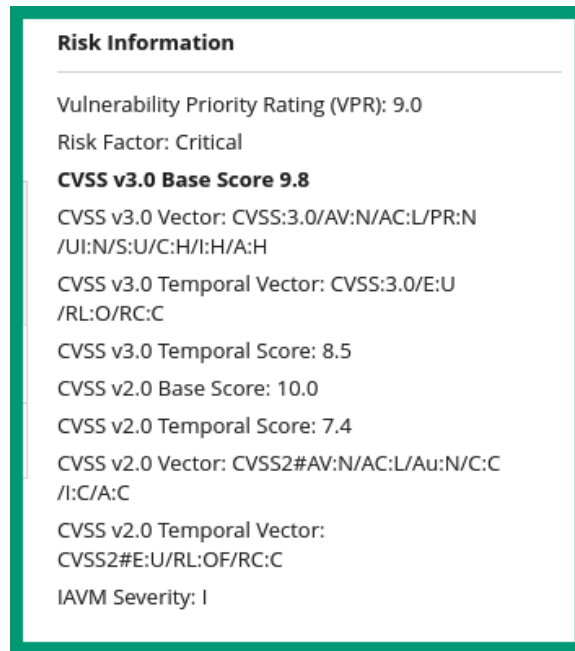 Risk Information
Vulnerability Priority Rating (VPR): 9.0
Risk Factor: Critical
CVSS v3.0 Base Score 9.8
CVSS v3.0 Vector: CVSS:3.0/AV:N/AC:L/PR:N
/UI:N/S:U/C:H/I:H/A:H
CVSS v3.0 Temporal Vector: CVSS:3.0/E:U
/RL:O/RC:C
CVSS v3.0 Temporal Score: 8.5
CVSS v2.0 Base Score: 10.0
CVSS v2.0 Temporal Score: 7.4
CVSS v2.0 Vector: CVSS2#AV:N/AC:L/Au:N/C:C
/I:C/A:C
CVSS v2.0 Temporal Vector:
CVSS2#E:U/RL:OF/RC:C
IAVM Severity: I